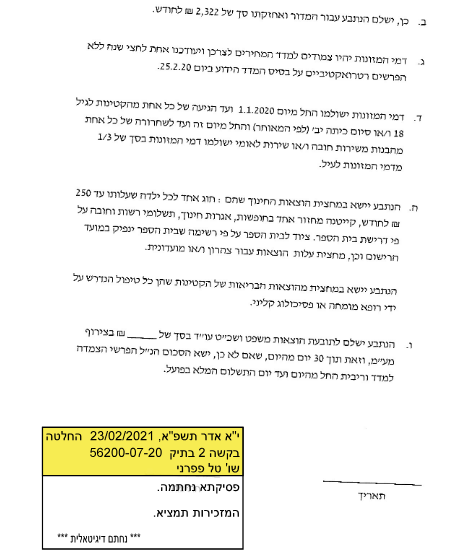 ב. כן, ישלם הנתבע עבור המדור ואחזקתו סך של 2,322 ₪ לחודש.
ג. דמי המזונות יהיו צמודים למדד המחירים לצרכן ויעודכנו אחת לחצי שנה ללא
הפרשים רטרואקטיביים על בסיס המדד הידוע ביום 25.2.20.
ד. דמי המזונות ישולמו החל מיום 1.1.2020 ועד הגיעה של כל אחת מהקטינות לגיל
18 ו/או סיום כיתה יב' (לפי המאוחר) והחל מיום זה ועד לשחרורה של כל אחת
מהבנות משירות חובה ו/או שירות לאומי ישולמו דמי המזונות בסך של 1/3
מדמי המזונות לעיל.
ה. הנתבע יישא במחצית הוצאות החינוך שהם : חוג אחד לכל ילדה שעלותו עד 250
₪ לחודש, קייטנה מחזור אחד בחופשות, אגרות חינוך, תשלומי רשות וחובה על
פי דרישת בית הספר. ציוד לבית הספר על פי רשימה שבית הספר ינפיק במועד
הרישום וכן, מחצית עלות הוצאות עבור צהרון ו/או מועדונית.
הנתבע יישא במחצית מהוצאות הבריאות של הקטינות שהן כל טיפול הנדרש על
ידי רופא מומחה או פסיכולוג קליני.
ו. הנתבע ישלם לתובעת הוצאות משפט ושכ"ט עו"ד בסך של _____ ₪ בצירוף
מע"מ, וזאת תוך 30 יום מהיום, שאם לא כן, ישא הסכום הנ"ל הפרשי הצמדה
למדד וריבית החל מהיום ועד יום התשלום המלא בפועל.
תאריך
י"א אדר תשפ"א, 23/02/2021 החלטה
בקשה 2 בתיק 56200-07-20
שו' טל פפרני
פסיקתא נחתמה.
המזכירות תמציא.
*** נחתם דיגיטאלית ***